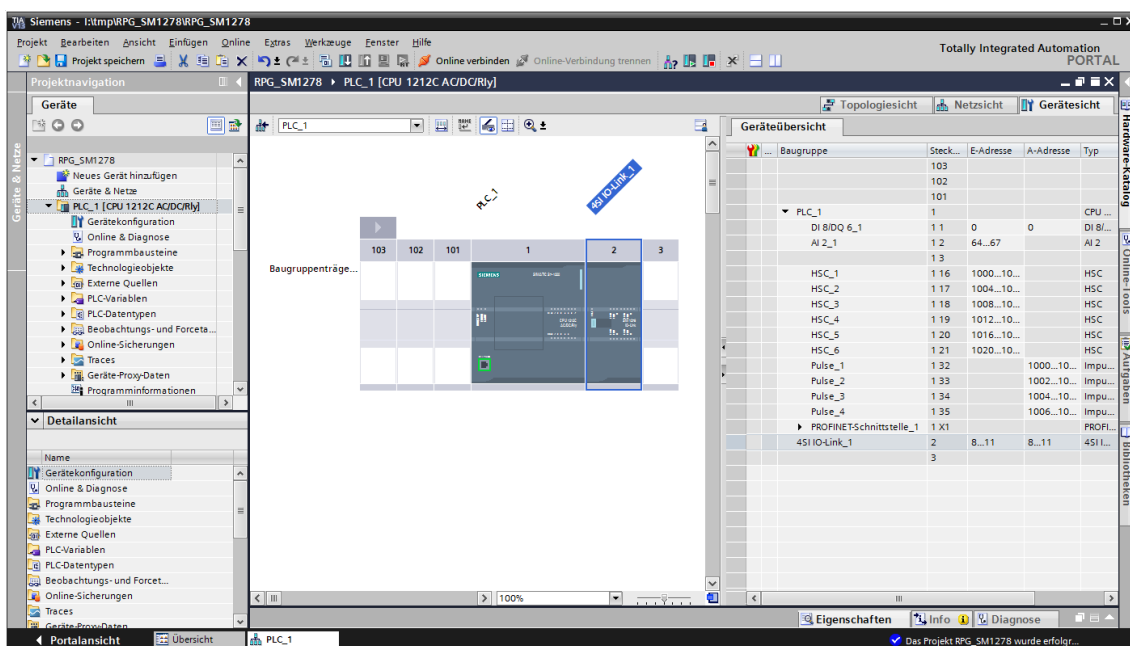 Siemens - I:\tmp\RPG_SM1278\RPG_SM1278
Projekt Bearbeiten Ansicht Einfügen Online Extras Werkzeuge Fenster Hilfe
Totally Integrated Automation
PORTAL
Projekt speichern Online verbinden Online-Verbindung trennen
Projektnavigation
RPG_SM1278 PLC_1 [CPU 1212C AC/DC/Rly]
Geräte
Topologiesicht Netzsicht Gerätesicht
PLC_1
Geräteübersicht
Geräte & Netze
RPG_SM1278
Neues Gerät hinzufügen
Geräte & Netze
PLC_1 [CPU 1212C AC/DC/Rly]
Gerätekonfiguration
Online & Diagnose
Programmbausteine
Technologieobjekte
Externe Quellen
PLC-Variablen
PLC-Datentypen
Beobachtungs- und Forceta...
Online-Sicherungen
Traces
Geräte-Proxy-Daten
Programminformationen
Detailansicht
Name
Gerätekonfiguration
Online & Diagnose
Programmbausteine
Technologieobjekte
Externe Quellen
PLC-Variablen
PLC-Datentypen
Beobachtungs- und Forcet...
Online-Sicherungen
Traces
Geräte-Proxy-Daten
PLC_1
4SI IO-Link_1
103 102 101 1 2 3
Baugruppenträge...
SIEMENS
100%
... Baugruppe Steck... E-Adresse A-Adresse Typ
103
102
101
PLC_1 1 CPU ...
DI 8/DQ 6_1 1 1 0 0 DI 8/...
AI 2_1 1 2 64...67 AI 2
1 3
HSC_1 1 16 1000...10... HSC
HSC_2 1 17 1004...10... HSC
HSC_3 1 18 1008...10... HSC
HSC_4 1 19 1012...10... HSC
HSC_5 1 20 1016...10... HSC
HSC_6 1 21 1020...10... HSC
Pulse_1 1 32 1000...10... Impu...
Pulse_2 1 33 1002...10... Impu...
Pulse_3 1 34 1004...10... Impu...
Pulse_4 1 35 1006...10... Impu...
PROFINET-Schnittstelle_1 1 X1 PROFI...
4SI IO-Link_1 2 8...11 8...11 4SI I...
3
Hardware-Katalog
Online-Tools
Aufgaben
Bibliotheken
Eigenschaften Info Diagnose
Portalansicht Übersicht PLC_1
Das Projekt RPG_SM1278 wurde erfolgr...